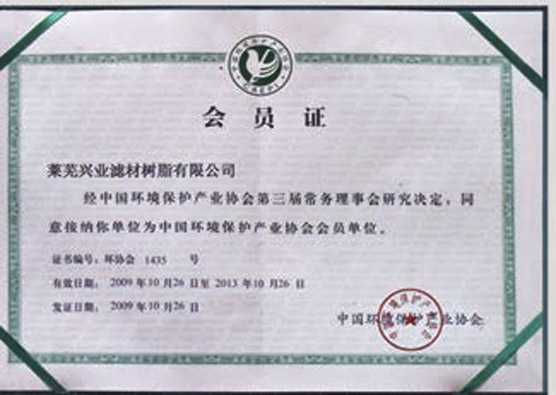 会员证
莱芜兴业滤材树脂有限公司
经中国环境保护产业协会第三届常务理事会研究决定，同
意接纳你单位为中国环境保护产业协会会员单位。
证书编号：环协会 1435 号
有效日期： 2009 年 10 月 26 日至 2013 年 10 月 26 日
发证日期： 2009 年 10 月 26 日
中国环境保护产业协会